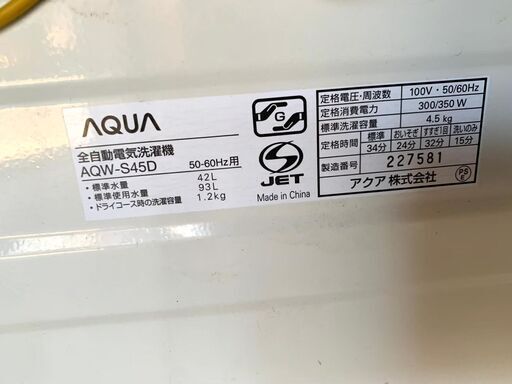 AQUA
全自動電気洗濯機
AQW-S45D 50-60Hz用
・標準水量 42L
・標準使用水量 93L
・ドライコース時の洗濯容量 1.2kg
G
S
JET
Made in China
定格電圧・周波数 100V・50/60Hz
定格消費電力 300/350W
標準洗濯容量 4.5kg
定格時間 標準 おいそぎ すすぎ1回 洗いのみ
34分 24分 32分 15分
製造番号 227581
アクア株式会社
PS
E